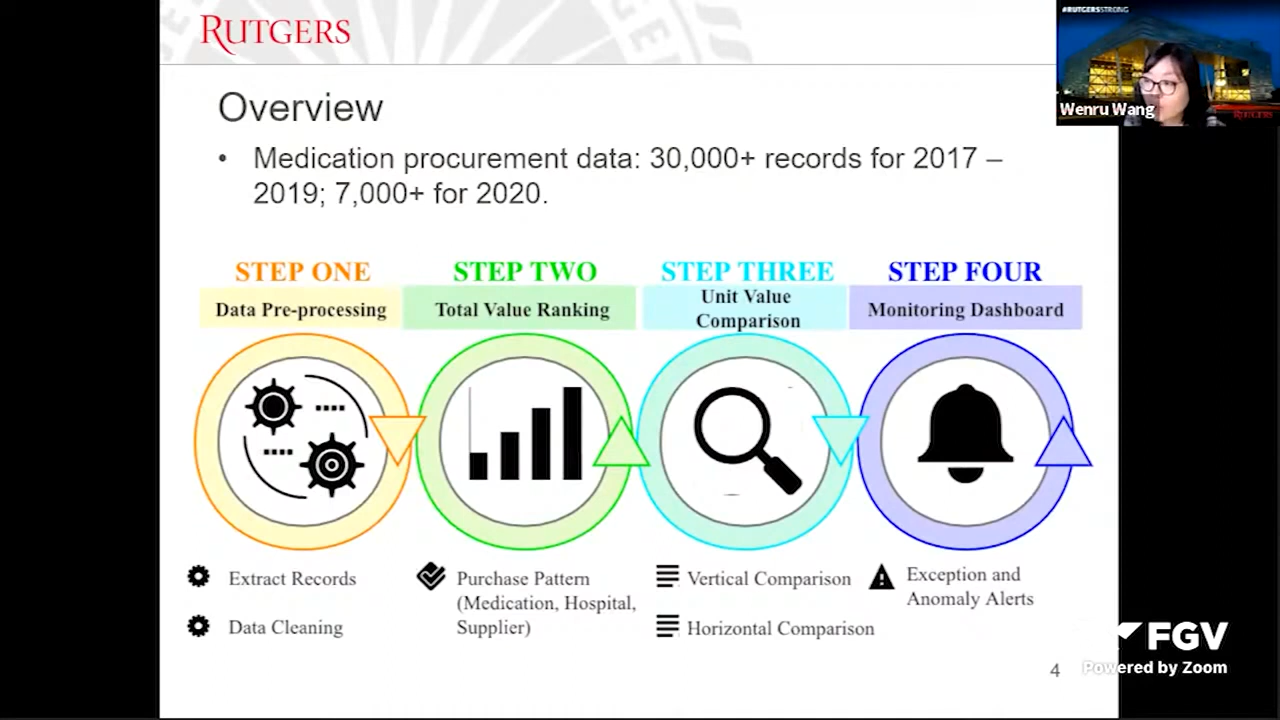 RUTGERS
#RUTGERSSTRONG
Wenru Wang
RUTGERS
Overview
• Medication procurement data: 30,000+ records for 2017 –
2019; 7,000+ for 2020.
STEP ONE
Data Pre-processing
STEP TWO
Total Value Ranking
STEP THREE
Unit Value
Comparison
STEP FOUR
Monitoring Dashboard
Extract Records
Data Cleaning
Purchase Pattern
(Medication, Hospital,
Supplier)
Vertical Comparison
Horizontal Comparison
Exception and
Anomaly Alerts
4
FGV
Powered by Zoom